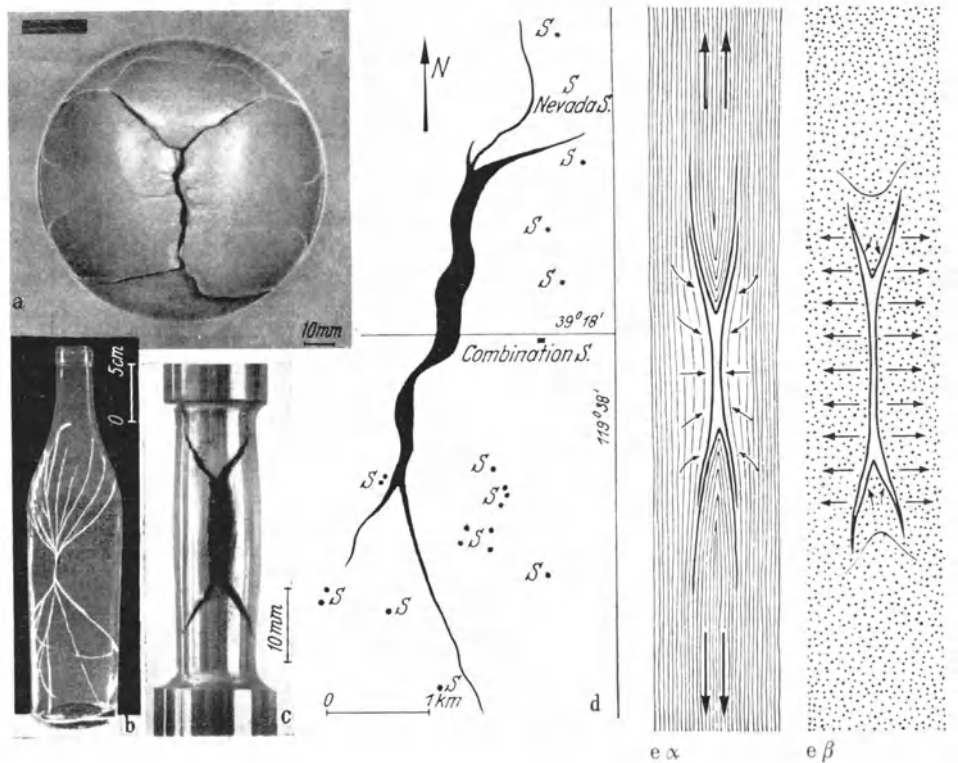 a
10mm
5cm
0
b
10mm
c
N
S
S
Nevada S.
S
S
S
39° 18'
Combination S.
119° 38'
S
S
S
S
S
S
S
S
0
1km
d
e α
e β